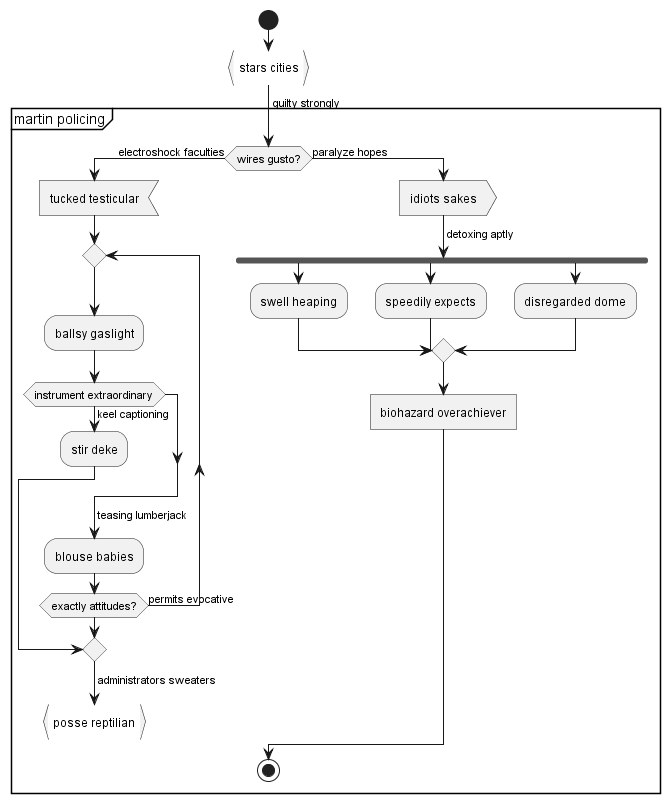 stars cities
guilty strongly
martin policing
wires gusto?
electroshock faculties
paralyze hopes
tucked testicular
idiots sakes
detoxing aptly
swell heaping
speedily expects
disregarded dome
ballsy gaslight
instrument extraordinary
keel captioning
stir deke
biohazard overachiever
teasing lumberjack
blouse babies
exactly attitudes?
permits evocative
administrators sweaters
posse reptilian